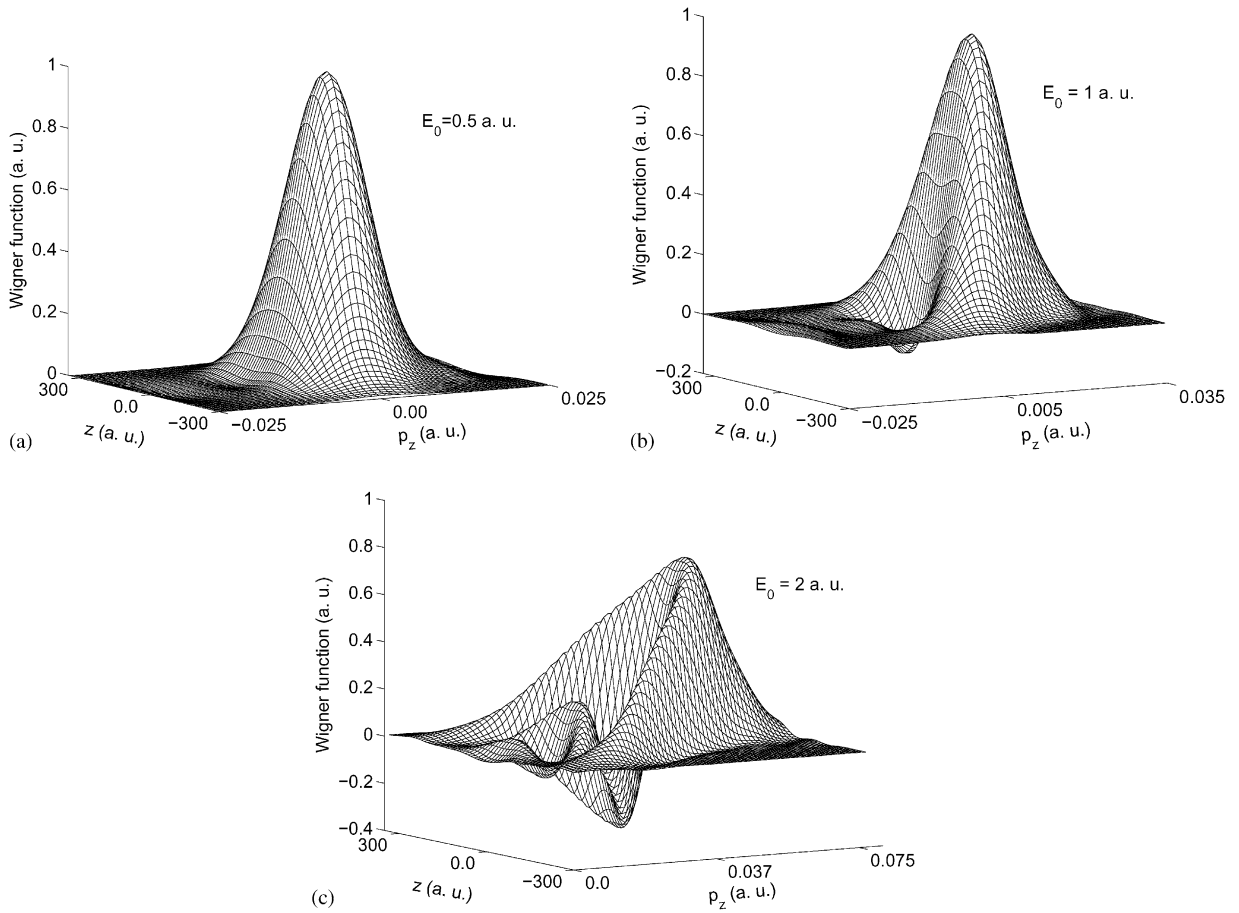 1
0.8
0.6
0.4
0.2
0
Wigner function (a. u.)
E0=0.5 a. u.
300
0.0
−300
z (a. u.)
−0.025
0.00
0.025
pz (a. u.)
(a)
1
0.8
0.6
0.4
0.2
0
−0.2
Wigner function (a. u.)
E0 = 1 a. u.
300
0.0
−300
z (a. u.)
−0.025
0.005
0.035
pz (a. u.)
(b)
1
0.8
0.6
0.4
0.2
0
−0.2
−0.4
Wigner function (a. u.)
E0 = 2 a. u.
300
0.0
−300
z (a. u.)
0.0
0.037
0.075
pz (a. u.)
(c)